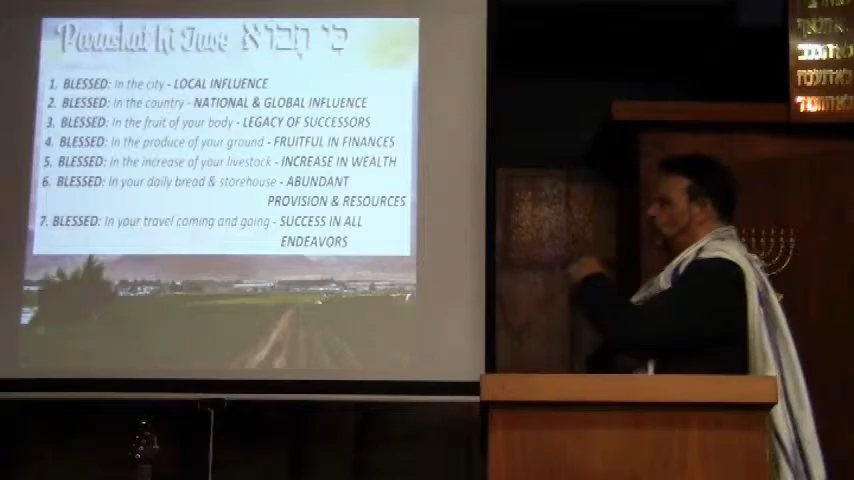 Parashat Ki Tavo כִּי תָבוֹא
1. BLESSED: In the city - LOCAL INFLUENCE
2. BLESSED: In the country - NATIONAL & GLOBAL INFLUENCE
3. BLESSED: In the fruit of your body - LEGACY OF SUCCESSORS
4. BLESSED: In the produce of your ground - FRUITFUL IN FINANCES
5. BLESSED: In the increase of your livestock - INCREASE IN WEALTH
6. BLESSED: In your daily bread & storehouse - ABUNDANT
PROVISION & RESOURCES
7. BLESSED: In your travel coming and going - SUCCESS IN ALL
ENDEAVORS